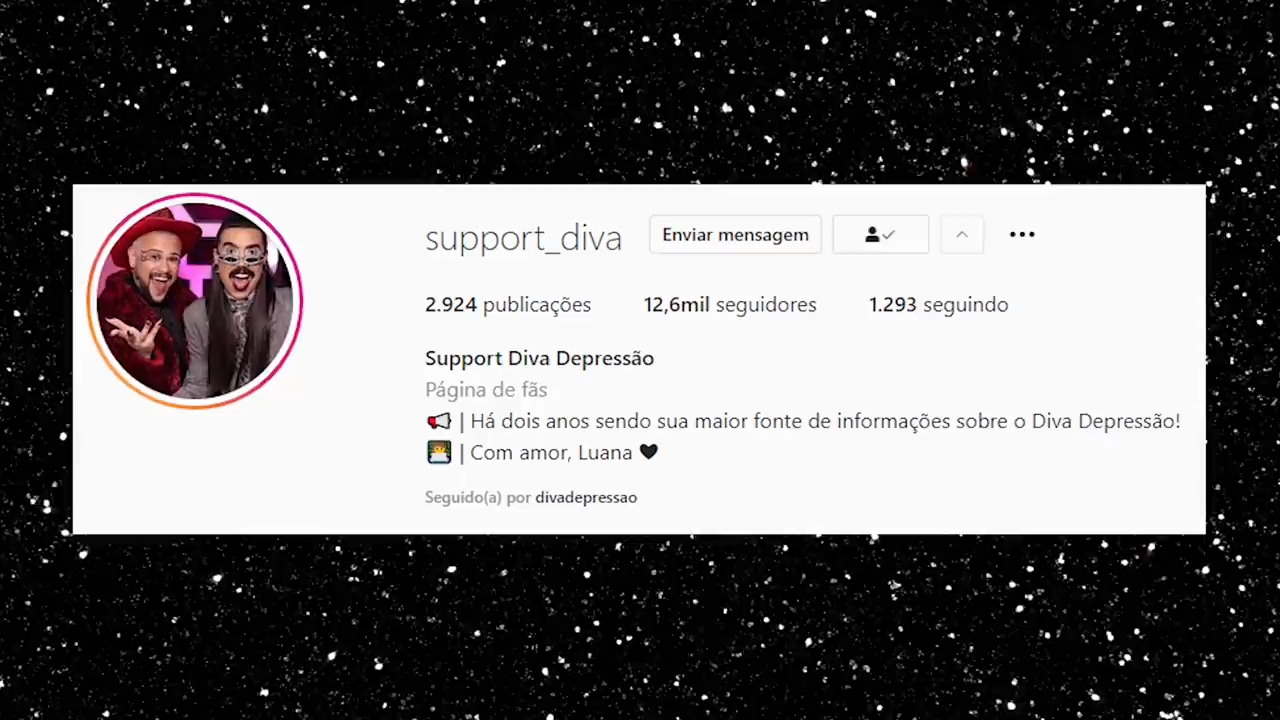 support_diva Enviar mensagem
2.924 publicações 12,6mil seguidores 1.293 seguindo
Support Diva Depressão
Página de fãs
📢 | Há dois anos sendo sua maior fonte de informações sobre o Diva Depressão!
👨‍💻 | Com amor, Luana 🖤
Seguido(a) por divadepressao